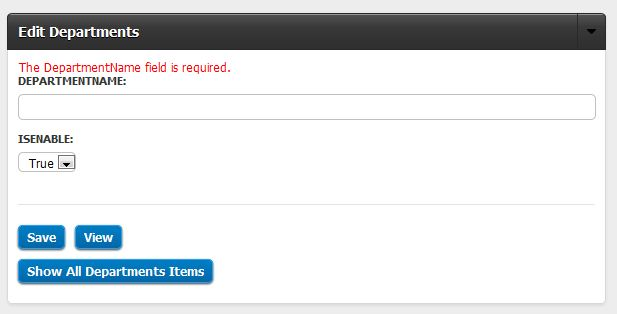 Edit Departments
The DepartmentName field is required.
DEPARTMENTNAME:
ISENABLE:
True
Save View
Show All Departments Items